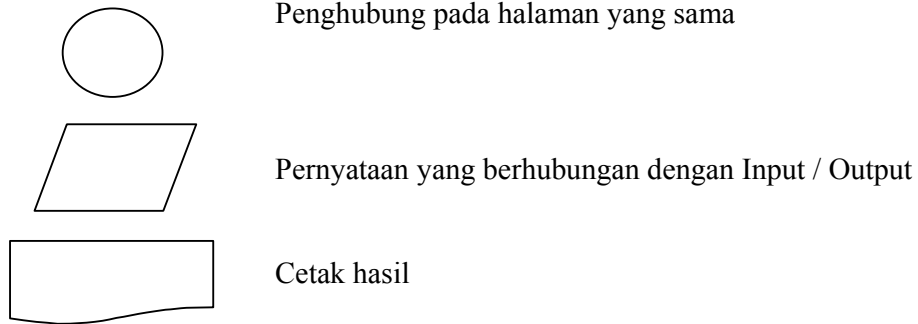 Penghubung pada halaman yang sama
Pernyataan yang berhubungan dengan Input / Output
Cetak hasil